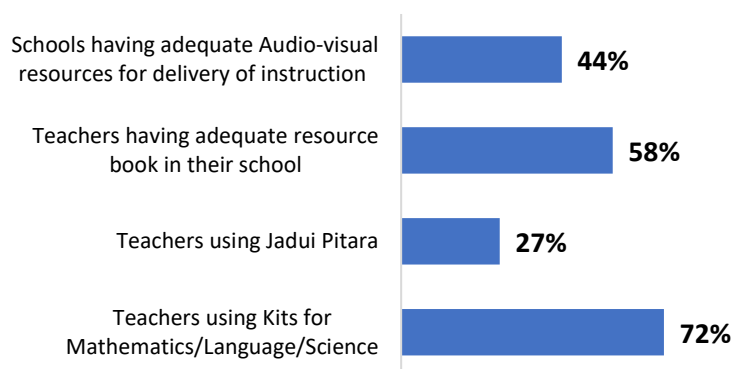 Schools having adequate Audio-visual
resources for delivery of instruction
44%
Teachers having adequate resource
book in their school
58%
Teachers using Jadui Pitara
27%
Teachers using Kits for
Mathematics/Language/Science
72%